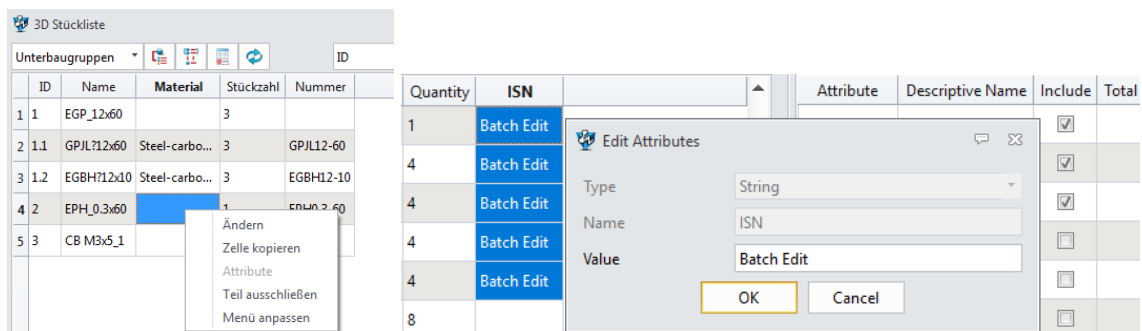 3D Stückliste
Unterbaugruppen ID
ID Name Material Stückzahl Nummer
1 1 EGP_12x60 3
2 1.1 GPJL?12x60 Steel-carbo... 3 GPJL12-60
3 1.2 EGBH?12x10 Steel-carbo... 3 EGBH12-10
4 2 EPH_0.3x60 1 EPH0.3-60
5 3 CB M3x5_1
Ändern
Zelle kopieren
Attribute
Teil ausschließen
Menü anpassen
Quantity ISN
1 Batch Edit
4 Batch Edit
4 Batch Edit
4 Batch Edit
4 Batch Edit
8
Attribute Descriptive Name Include Total
Edit Attributes
Type String
Name ISN
Value Batch Edit
OK Cancel